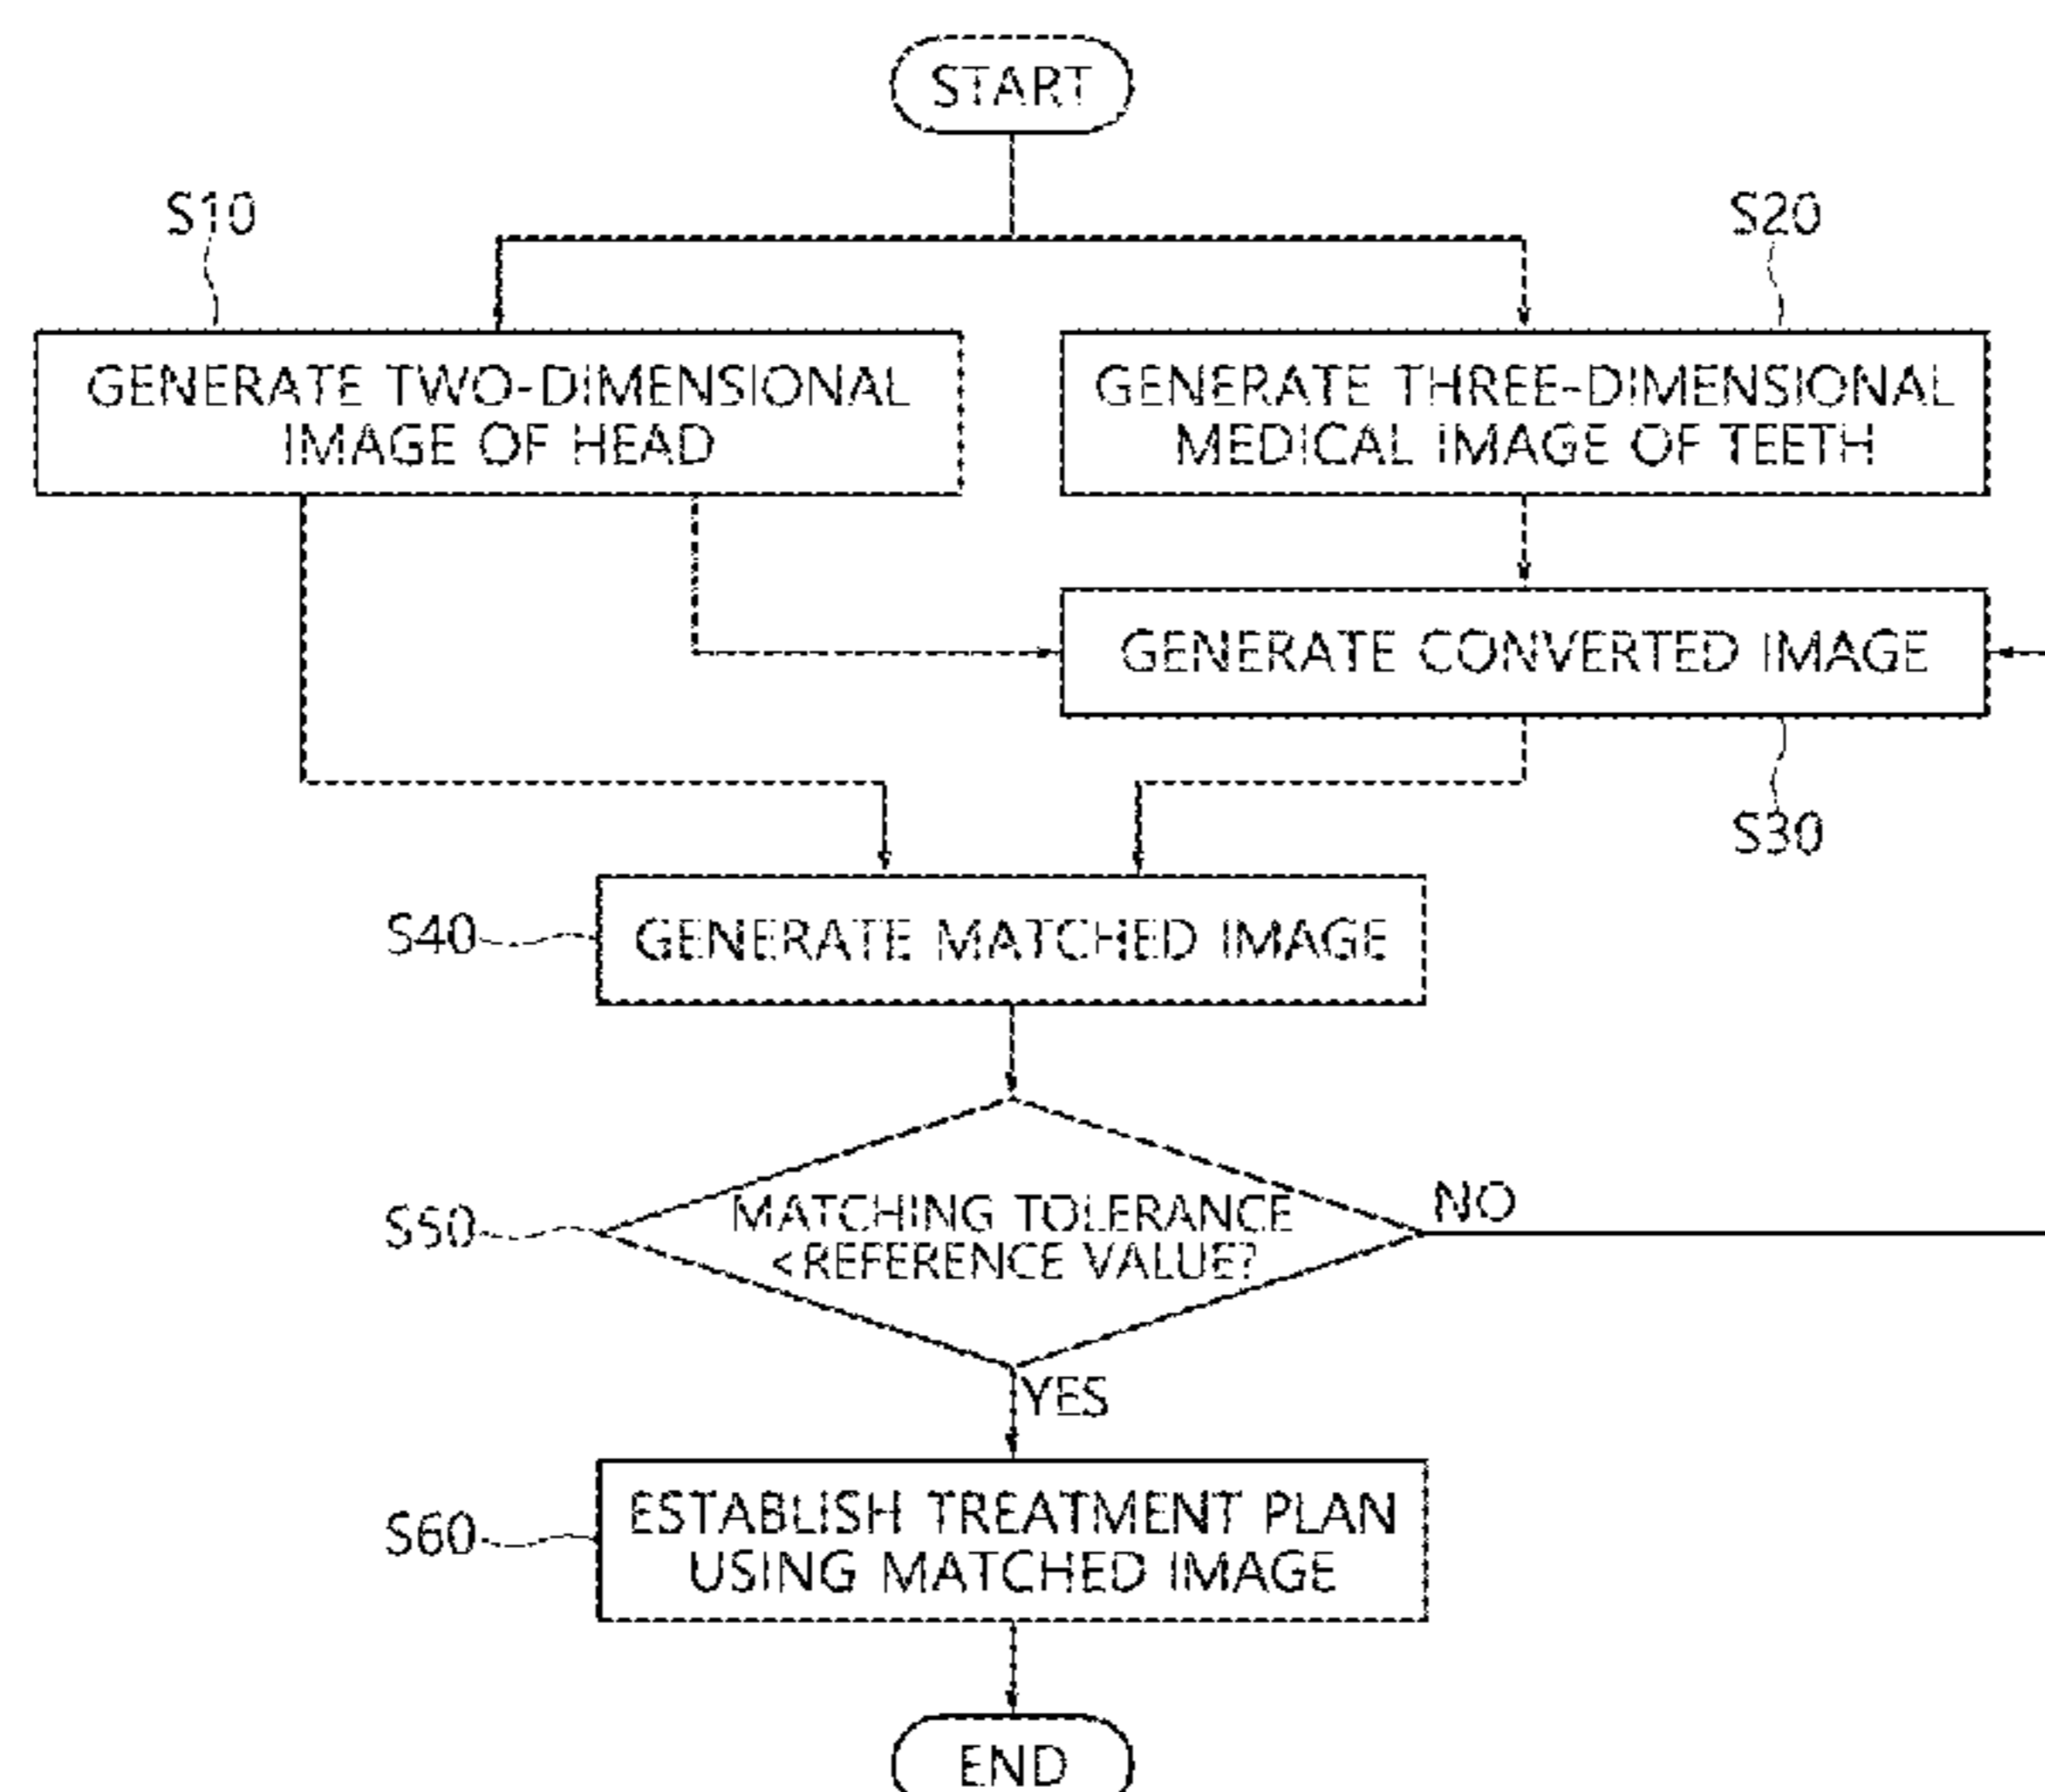 START
S10
S20
GENERATE TWO-DIMENSIONAL
IMAGE OF HEAD
GENERATE THREE-DIMENSIONAL
MEDICAL IMAGE OF TEETH
GENERATE CONVERTED IMAGE
S30
S40
GENERATE MATCHED IMAGE
S50
MATCHING TOLERANCE
<REFERENCE VALUE?
NO
YES
S60
ESTABLISH TREATMENT PLAN
USING MATCHED IMAGE
END